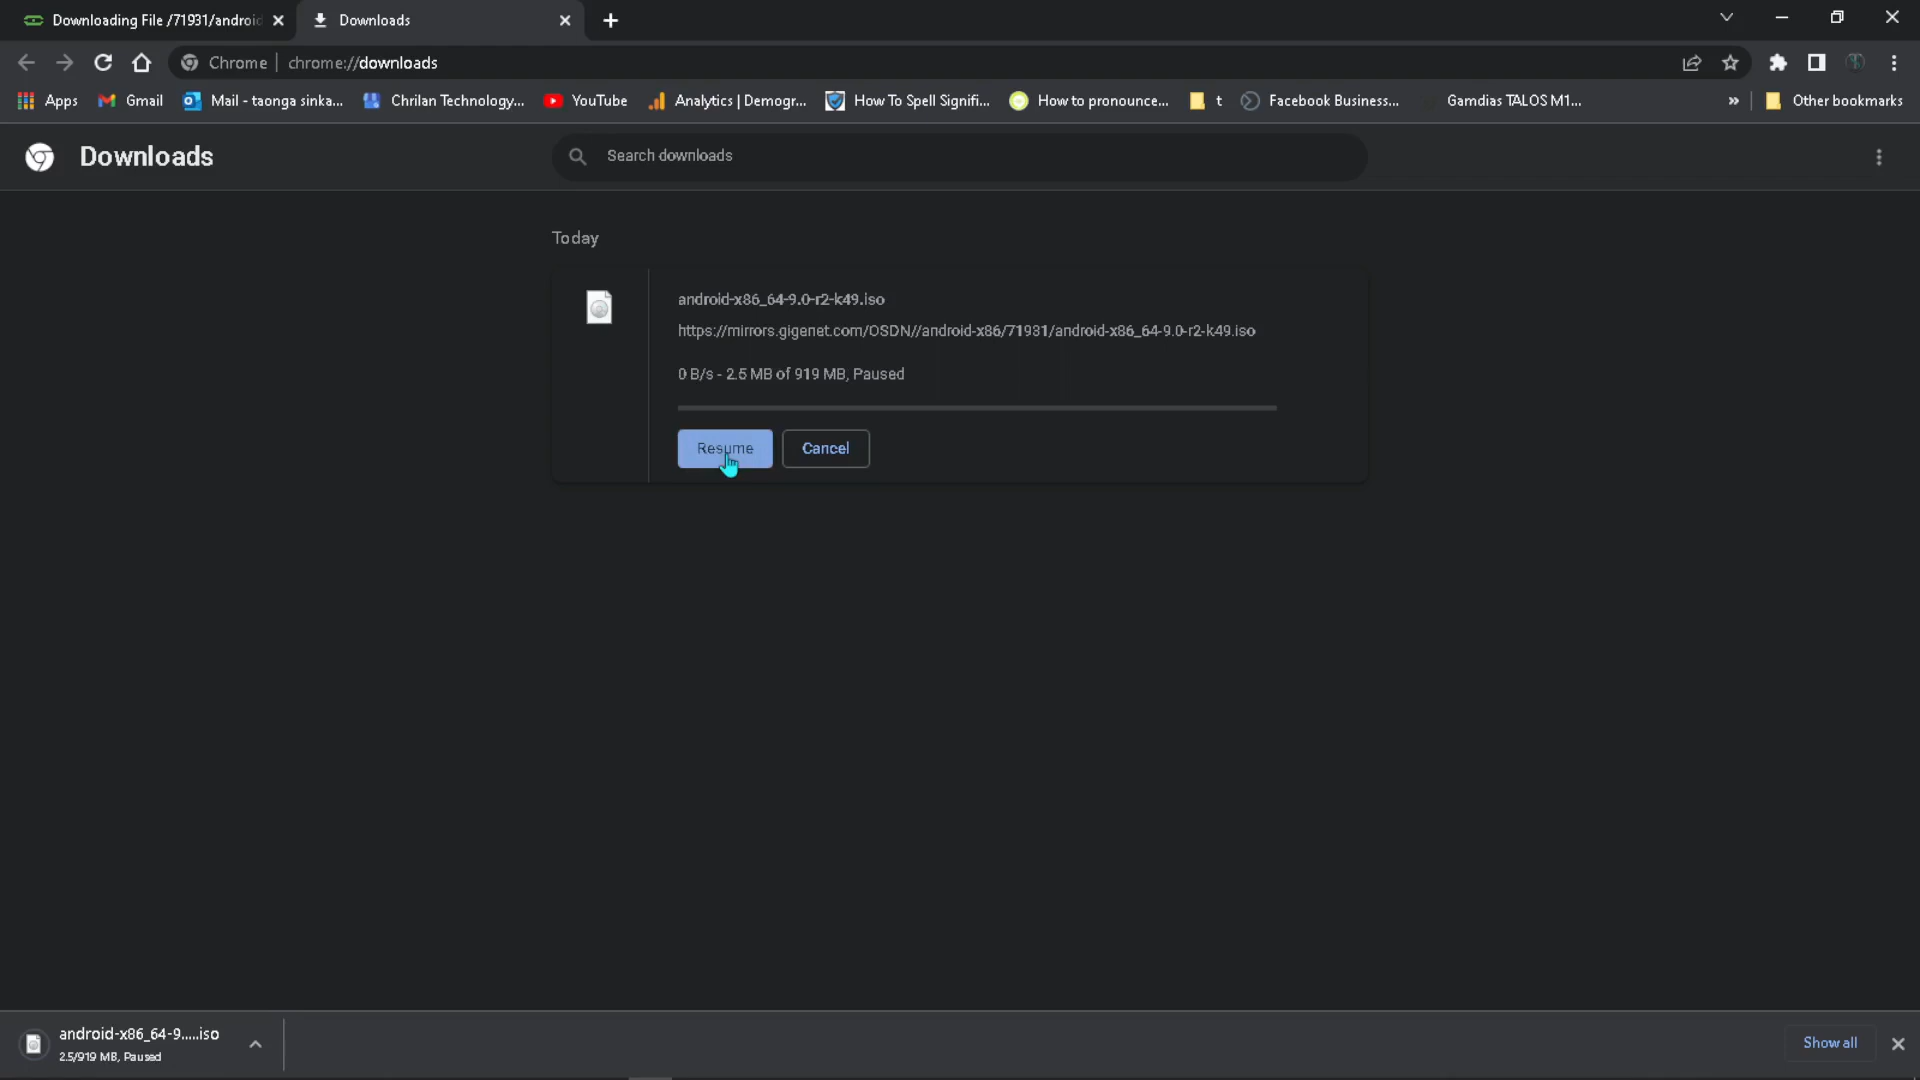 Downloading File /71931/android
Downloads
Chrome
chrome://downloads
Apps
Gmail
Mail - taonga sinka...
Chrilan Technology...
YouTube
Analytics | Demogr...
How To Spell Signifi...
How to pronounce...
t
Facebook Business...
Gamdias TALOS M1...
»
Other bookmarks
Downloads
Search downloads
Today
android-x86_64-9.0-r2-k49.iso
https://mirrors.gigenet.com/OSDN//android-x86/71931/android-x86_64-9.0-r2-k49.iso
0 B/s - 2.5 MB of 919 MB, Paused
Resume
Cancel
android-x86_64-9.....iso
2.5/919 MB, Paused
Show all